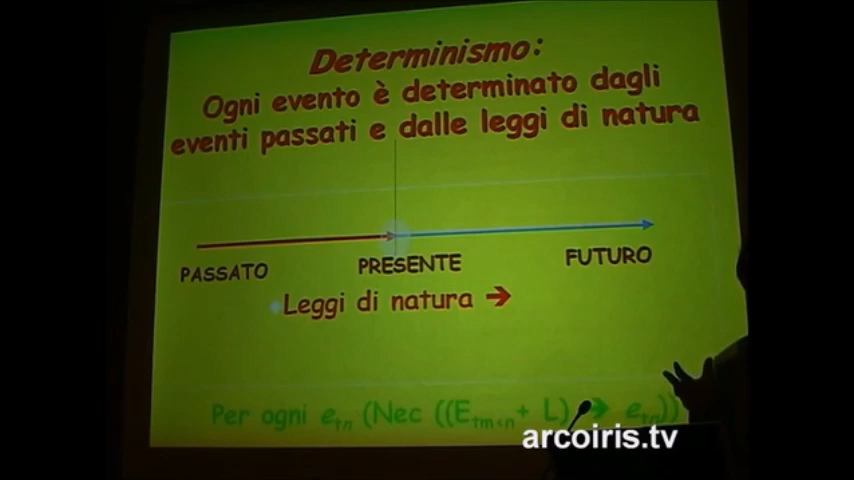 Determinismo:
Ogni evento è determinato dagli
eventi passati e dalle leggi di natura
PASSATO PRESENTE FUTURO
Leggi di natura ➔
Per ogni etn (Nec ((Etm<n + L) ➔ etn))
arcoiris.tv